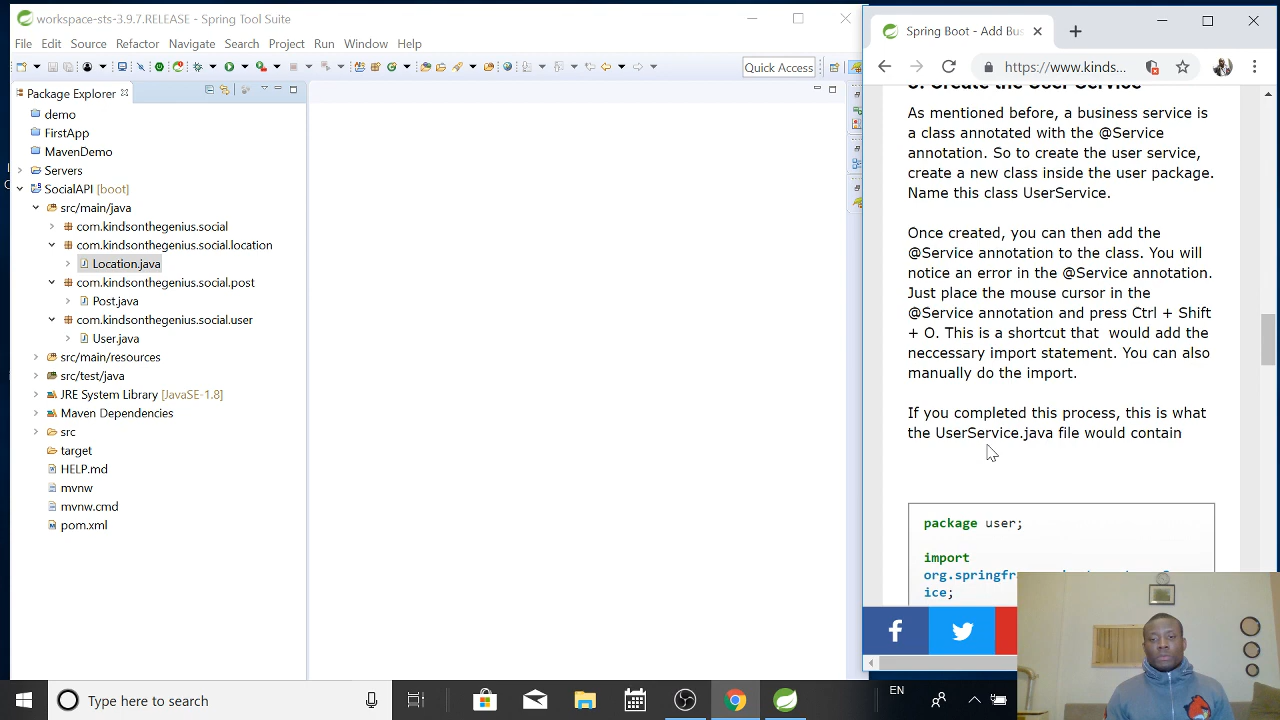 workspace-sts-3.9.7.RELEASE - Spring Tool Suite
File Edit Source Refactor Navigate Search Project Run Window Help
Quick Access
Package Explorer
demo
FirstApp
MavenDemo
Servers
SocialAPI [boot]
src/main/java
com.kindsonthegenius.social
com.kindsonthegenius.social.location
Location.java
com.kindsonthegenius.social.post
Post.java
com.kindsonthegenius.social.user
User.java
src/main/resources
src/test/java
JRE System Library [JavaSE-1.8]
Maven Dependencies
src
target
HELP.md
mvnw
mvnw.cmd
pom.xml
Spring Boot - Add Bus
https://www.kinds...
Create the User Service
As mentioned before, a business service is
a class annotated with the @Service
annotation. So to create the user service,
create a new class inside the user package.
Name this class UserService.
Once created, you can then add the
@Service annotation to the class. You will
notice an error in the @Service annotation.
Just place the mouse cursor in the
@Service annotation and press Ctrl + Shift
+ O. This is a shortcut that would add the
neccessary import statement. You can also
manually do the import.
If you completed this process, this is what
the UserService.java file would contain
package user;
import
org.springfr
ice;
Type here to search
EN